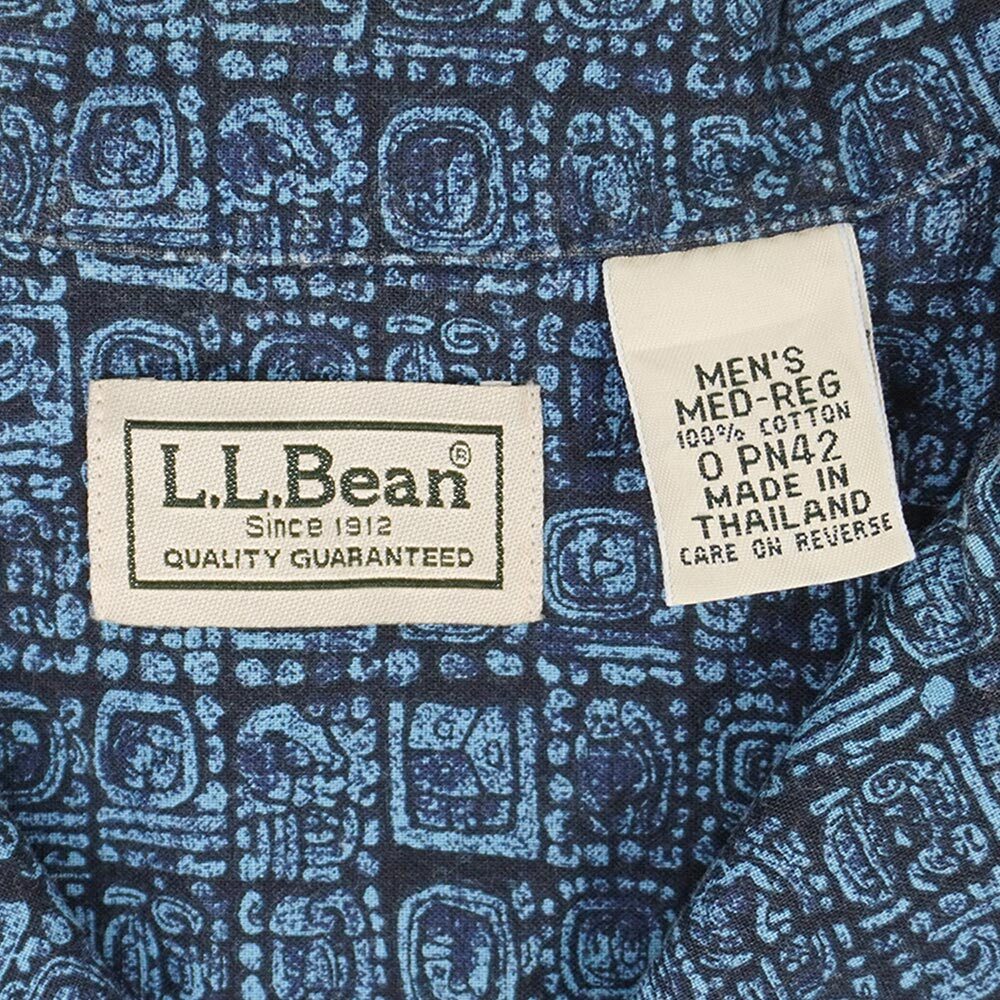 L.L.Bean®
Since 1912
QUALITY GUARANTEED
MEN'S
MED-REG
100% COTTON
0 PN42
MADE IN
THAILAND
CARE ON REVERSE